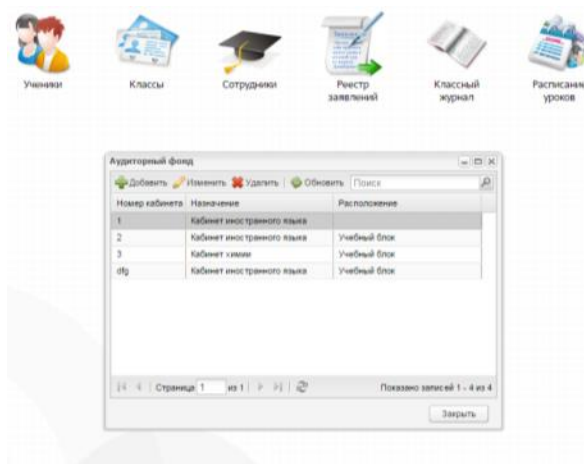 Ученики
Классы
Сотрудники
Реестр заявлений
Классный журнал
Расписание уроков
Аудиторный фонд
Добавить Изменить Удалить Обновить Поиск
Номер кабинета Назначение Расположение
1 Кабинет иностранного языка
2 Кабинет иностранного языка Учебный блок
3 Кабинет химии Учебный блок
dfg Кабинет иностранного языка Учебный блок
Страница 1 из 1 Показано записей 1 - 4 из 4
Закрыть